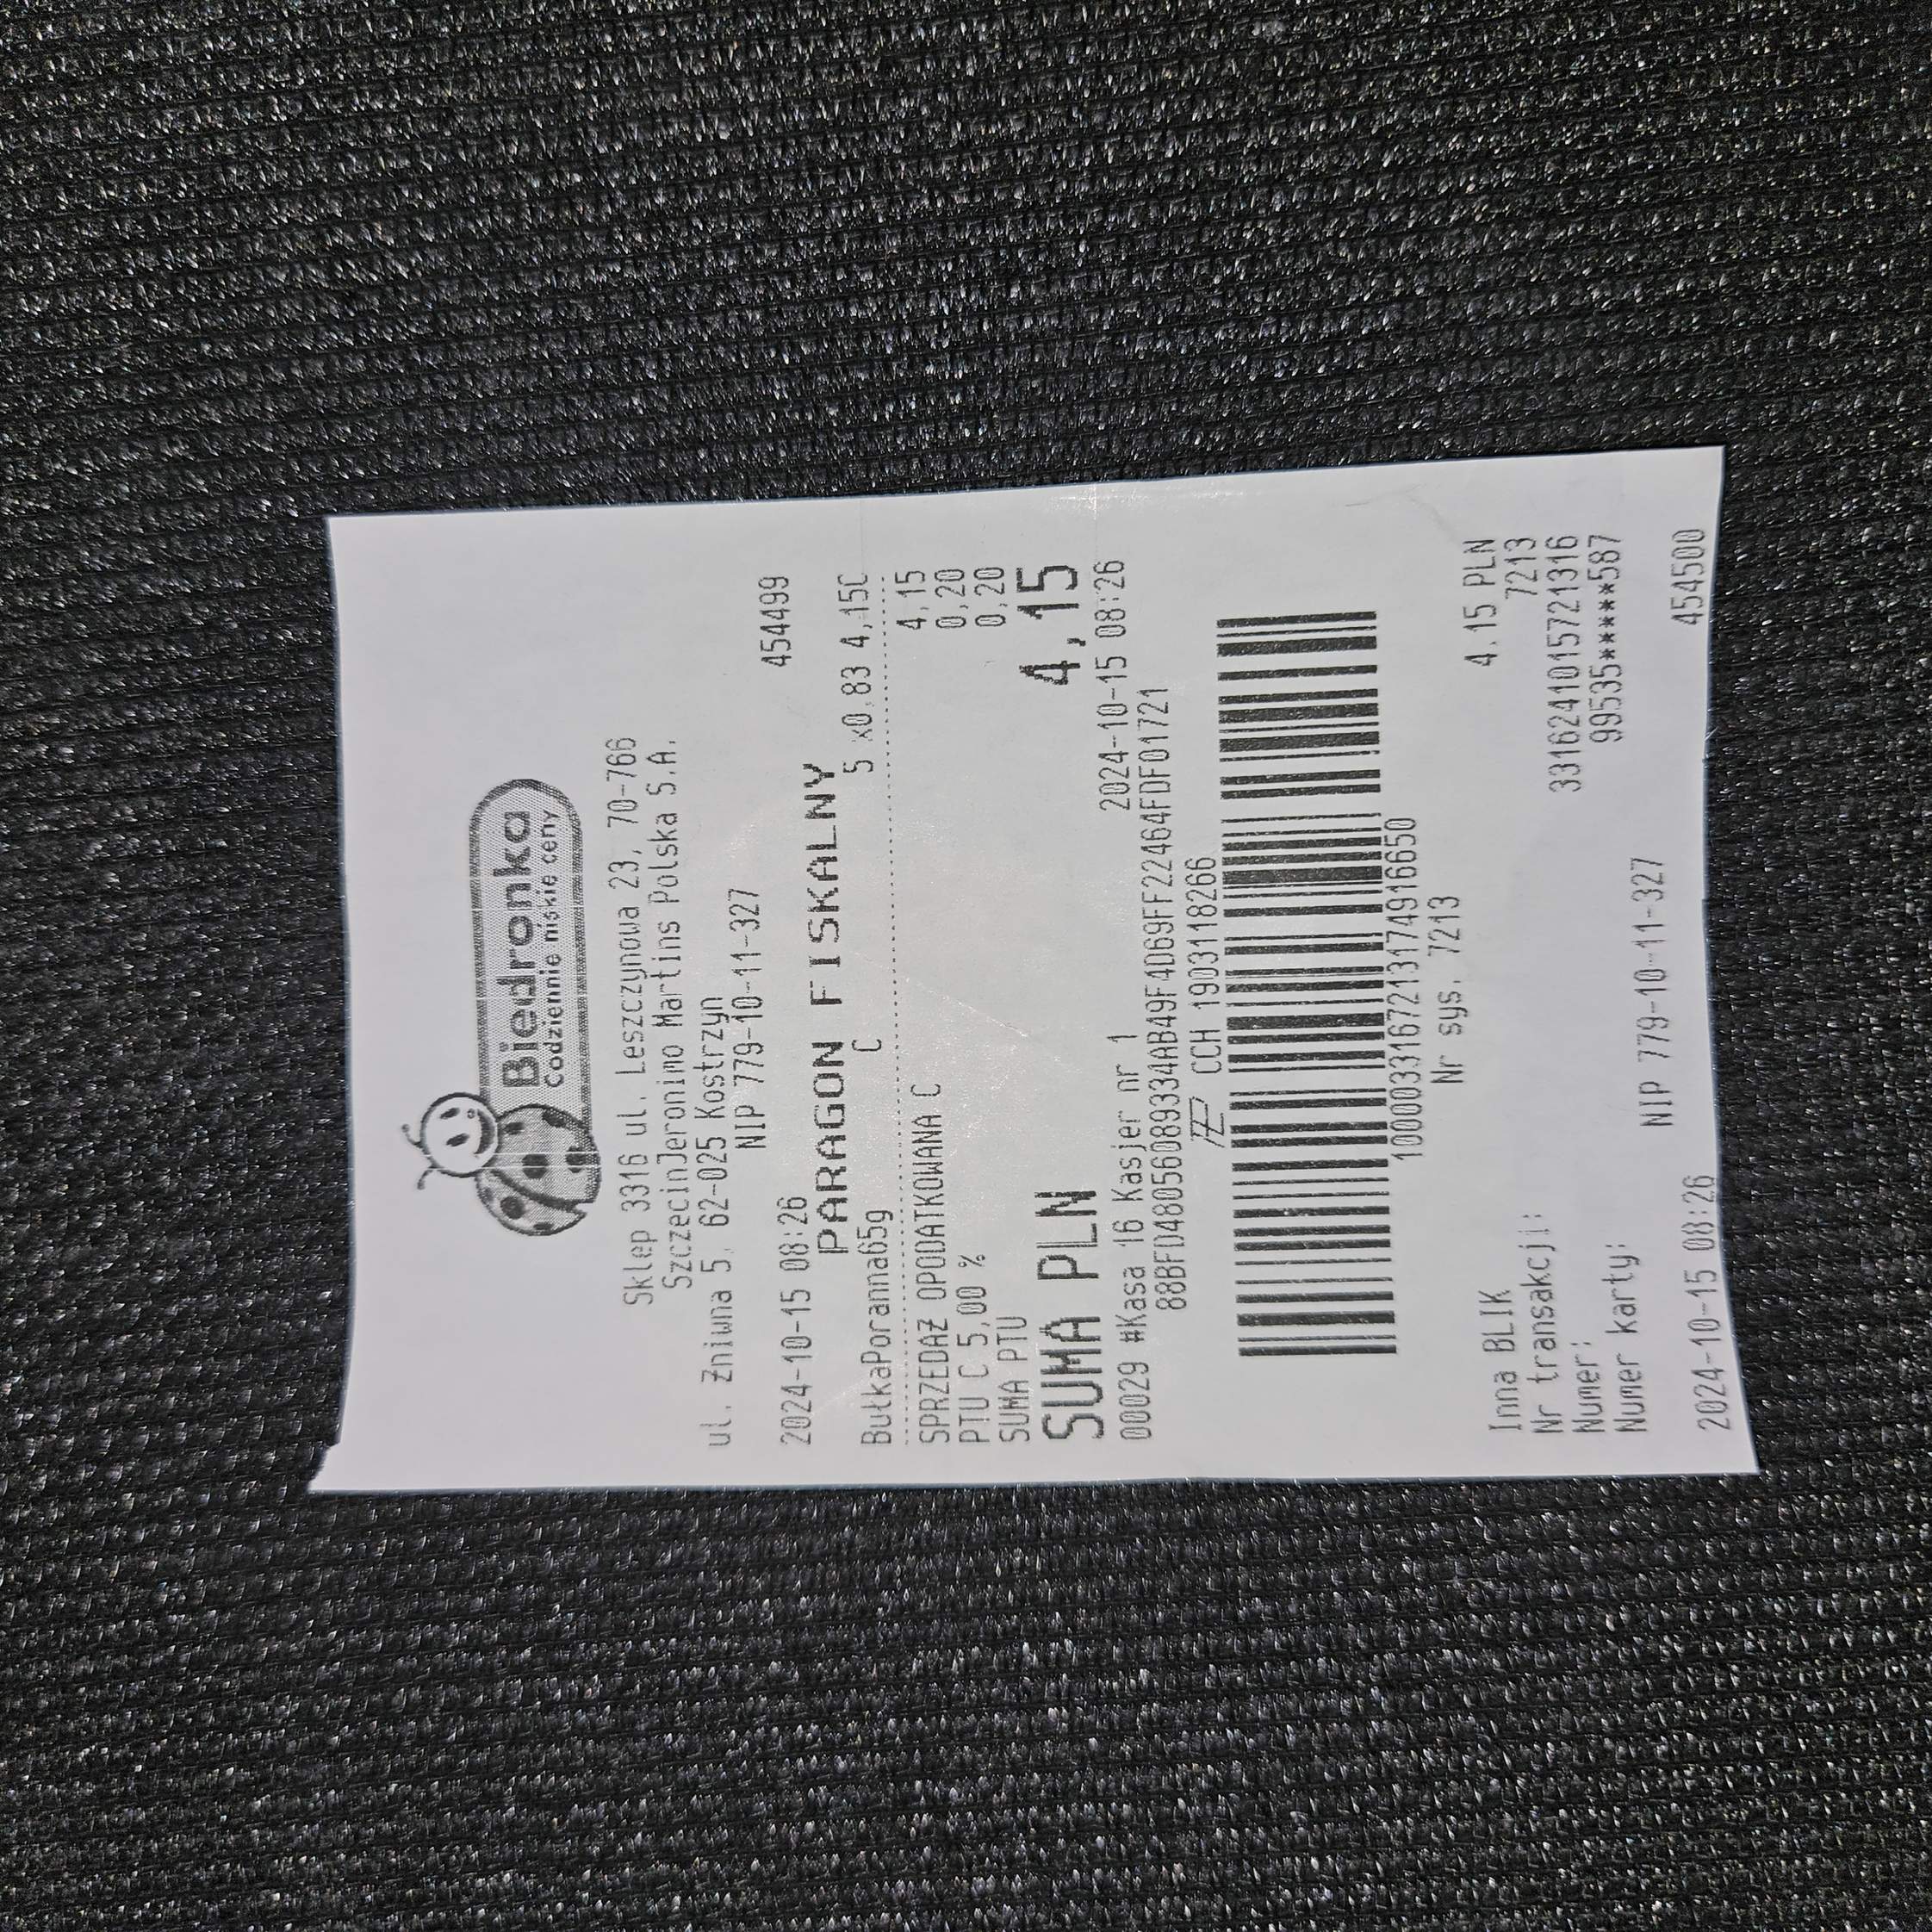 Biedronka
Codziennie niskie ceny
Sklep 3316 ul. Leszczynowa 23, 70-766
SzczecinJeronimo Martins Polska S.A.
ul. Żniwna 5, 62-025 Kostrzyn
NIP 779-10-11-327
2024-10-15 08:26 454499
PARAGON FISKALNY
BułkaPoranna65g C 5 x0,83 4,15C
SPRZEDAŻ OPODATKOWANA C 4,15
PTU C 5,00 % 0,20
SUMA PTU 0,20
SUMA PLN 4,15
00029 #Kasa 16 Kasjer nr 1 2024-10-15 08:26
88BFD48056089334AB49F4D69FF22464FDF01721
CCH 1903118266
1000033167213174916650
Nr sys. 7213
Inna BLIK 4.15 PLN
Nr transakcji: 7213
Numer: 3316241015721316
Numer karty: 99535*****587
NIP 779-10-11-327
2024-10-15 08:26 454500